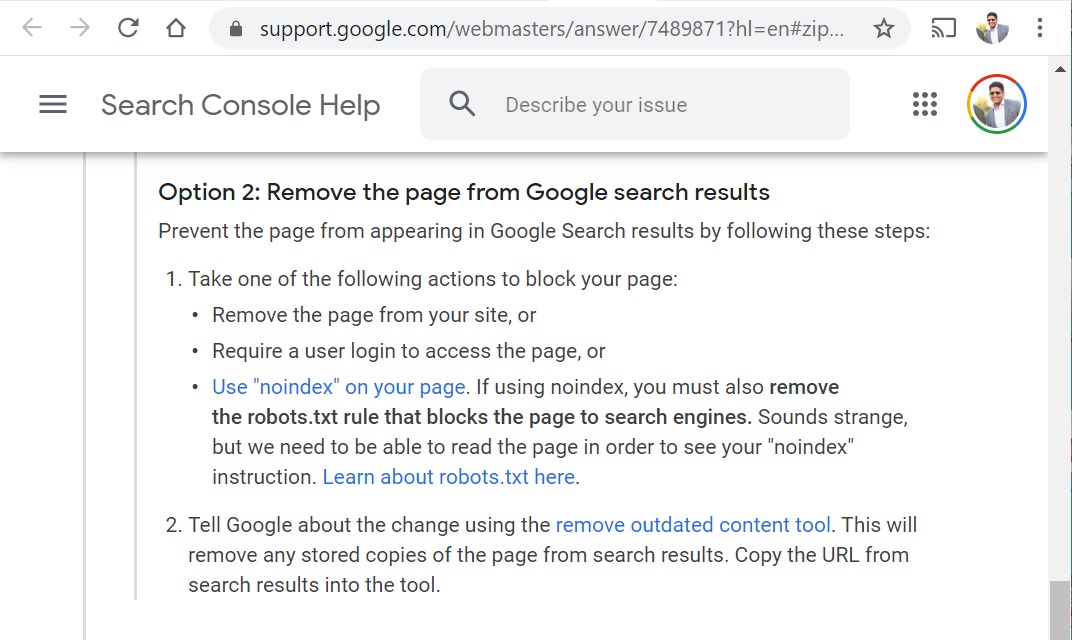 support.google.com/webmasters/answer/7489871?hl=en#zip...
Search Console Help
Describe your issue
Option 2: Remove the page from Google search results
Prevent the page from appearing in Google Search results by following these steps:
1. Take one of the following actions to block your page:
• Remove the page from your site, or
• Require a user login to access the page, or
• Use "noindex" on your page. If using noindex, you must also remove
the robots.txt rule that blocks the page to search engines. Sounds strange,
but we need to be able to read the page in order to see your "noindex"
instruction. Learn about robots.txt here.
2. Tell Google about the change using the remove outdated content tool. This will
remove any stored copies of the page from search results. Copy the URL from
search results into the tool.